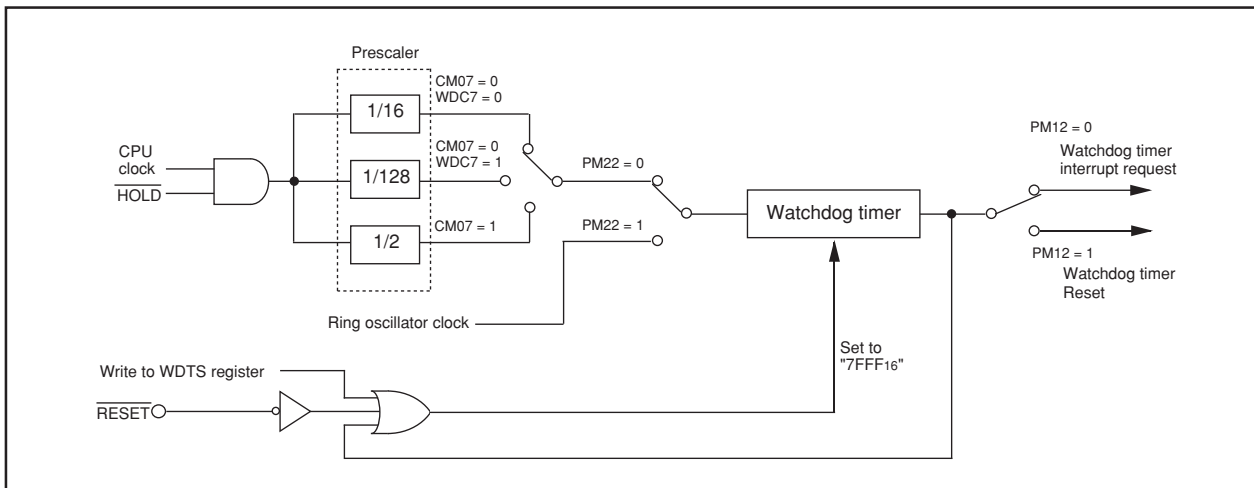 Prescaler
CM07 = 0
WDC7 = 0
1/16
CPU
clock
HOLD
CM07 = 0
WDC7 = 1
1/128
CM07 = 1
1/2
PM22 = 0
PM22 = 1
Ring oscillator clock
Watchdog timer
PM12 = 0
Watchdog timer
interrupt request
PM12 = 1
Watchdog timer
Reset
Set to
"7FFF16"
Write to WDTS register
RESET